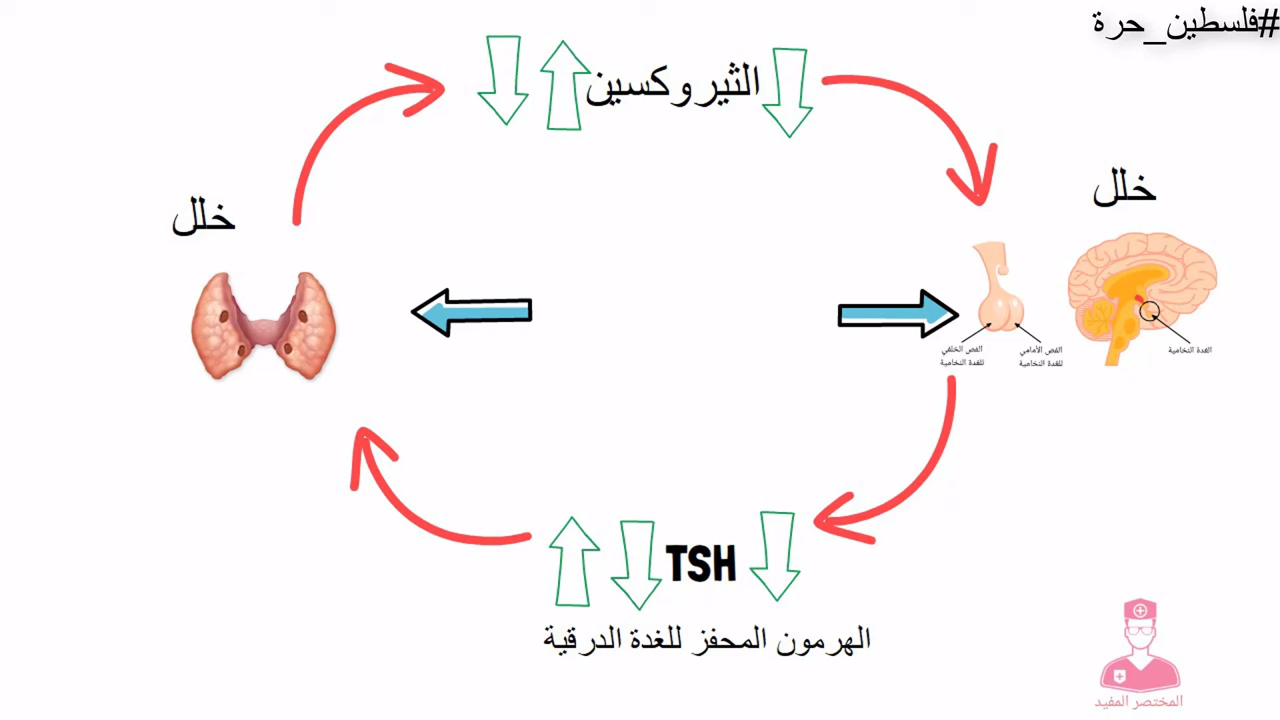 #فلسطين_حرة
الثيروكسين
خلل
خلل
الفص الأمامي
للغدة النخامية
الفص الخلفي
للغدة النخامية
الغدة النخامية
TSH
الهرمون المحفز للغدة الدرقية
المختصر المفيد